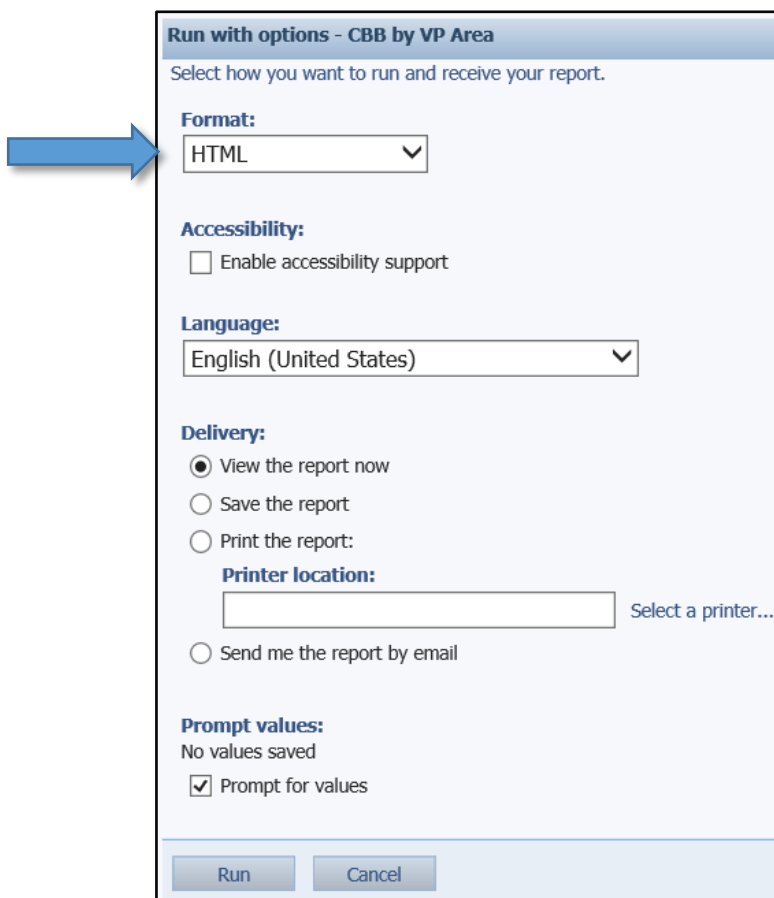 Run with options - CBB by VP Area
Select how you want to run and receive your report.
Format:
HTML
Accessibility:
Enable accessibility support
Language:
English (United States)
Delivery:
View the report now
Save the report
Print the report:
Printer location:
Select a printer...
Send me the report by email
Prompt values:
No values saved
Prompt for values
Run Cancel